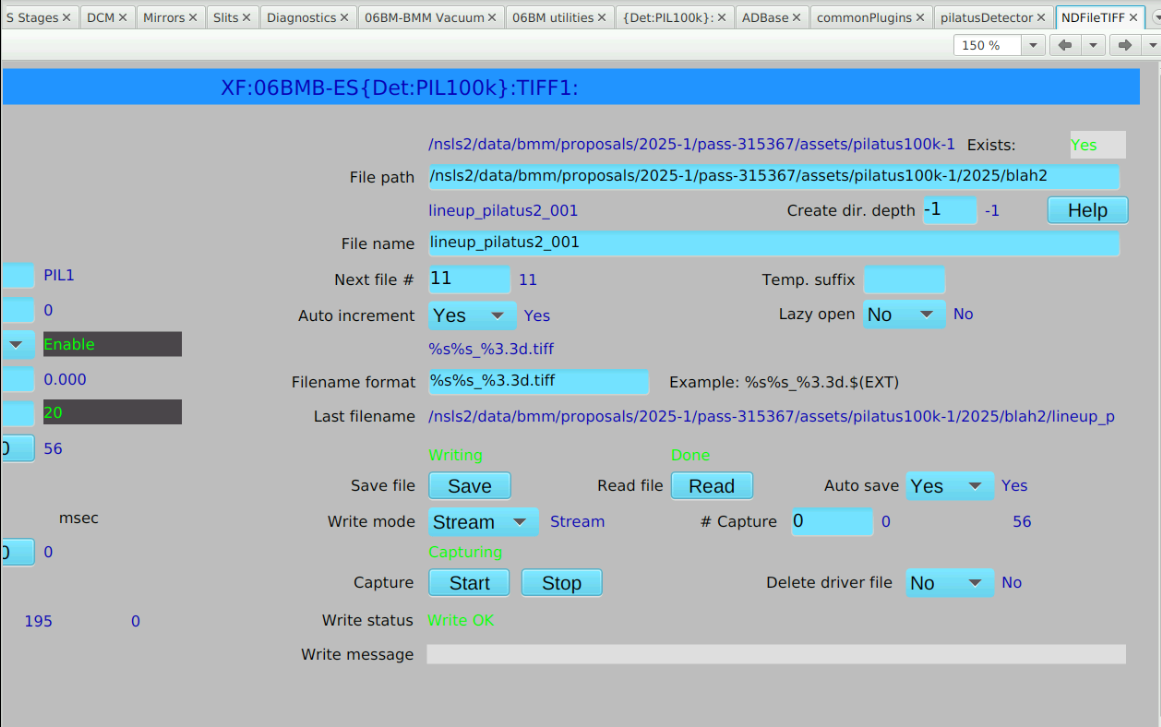 S Stages DCM Mirrors Slits Diagnostics 06BM-BMM Vacuum 06BM utilities {Det:PIL100k}: ADBase commonPlugins pilatusDetector NDFileTIFF
150 %
XF:06BMB-ES{Det:PIL100k}:TIFF1:
/nsls2/data/bmm/proposals/2025-1/pass-315367/assets/pilatus100k-1 Exists: Yes
File path /nsls2/data/bmm/proposals/2025-1/pass-315367/assets/pilatus100k-1/2025/blah2
lineup_pilatus2_001 Create dir. depth -1 -1 Help
File name lineup_pilatus2_001
PIL1 Next file # 11 11 Temp. suffix
0 Auto increment Yes Yes Lazy open No No
Enable %s%s_%3.3d.tiff
0.000 Filename format %s%s_%3.3d.tiff Example: %s%s_%3.3d.$(EXT)
20 Last filename /nsls2/data/bmm/proposals/2025-1/pass-315367/assets/pilatus100k-1/2025/blah2/lineup_p
0 56 Writing Done
Save file Save Read file Read Auto save Yes Yes
msec Write mode Stream Stream # Capture 0 0 56
0 0 Capturing
Capture Start Stop Delete driver file No No
195 0 Write status Write OK
Write message